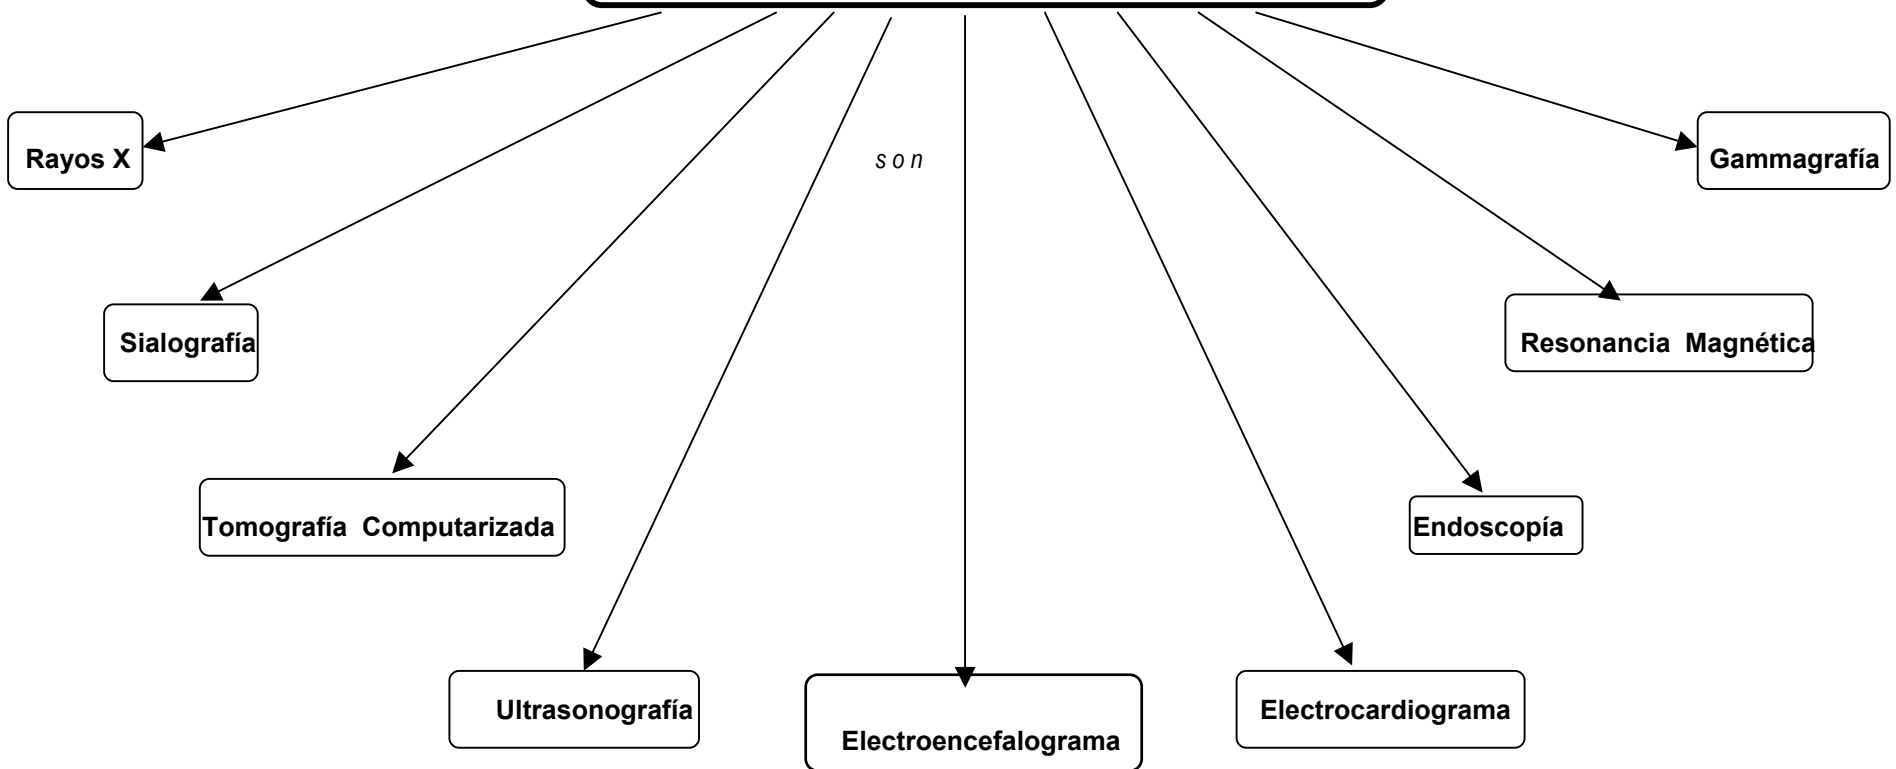 Rayos X
son
Gammagrafía
Sialografía
Resonancia Magnética
Tomografía Computarizada
Endoscopía
Ultrasonografía
Electroencefalograma
Electrocardiograma